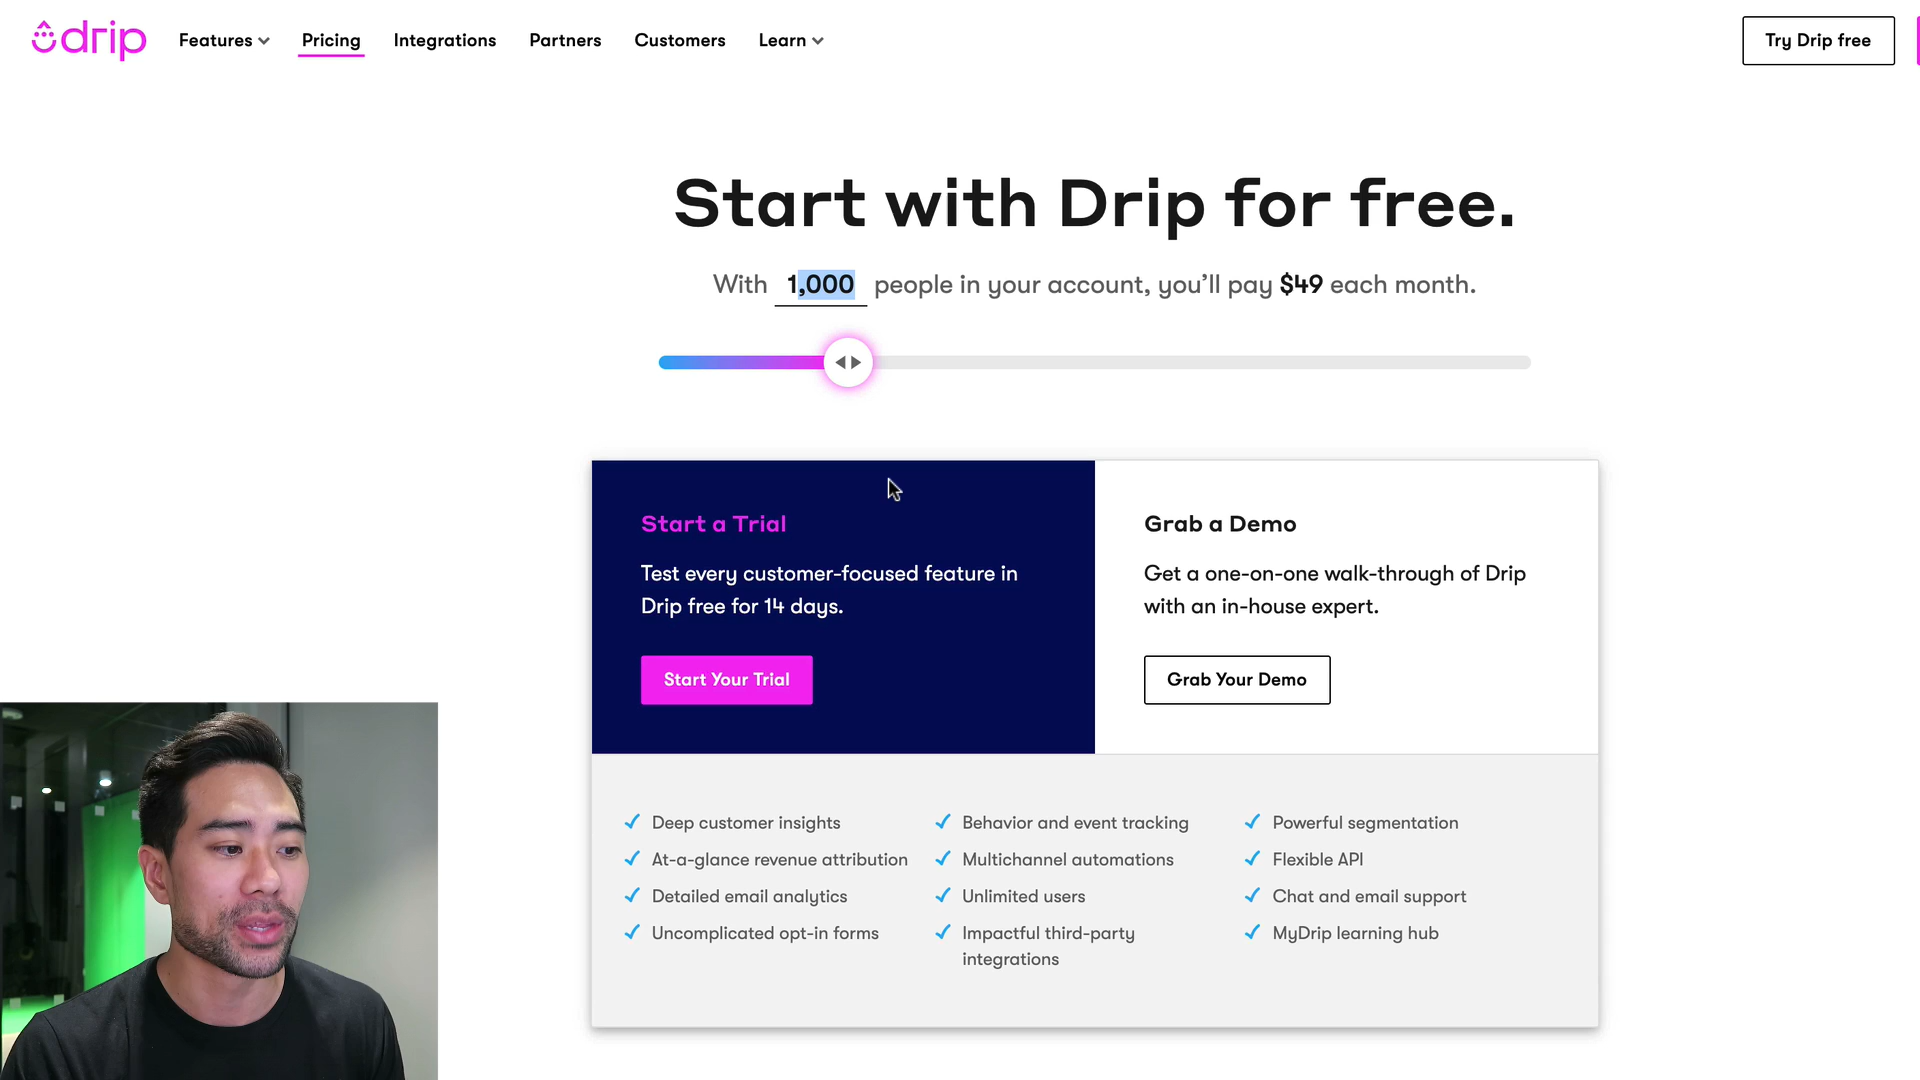 drip
Features
Pricing
Integrations
Partners
Customers
Learn
Try Drip free
Start with Drip for free.
With 1,000 people in your account, you’ll pay $49 each month.
Start a Trial
Test every customer-focused feature in
Drip free for 14 days.
Start Your Trial
Grab a Demo
Get a one-on-one walk-through of Drip
with an in-house expert.
Grab Your Demo
Deep customer insights
At-a-glance revenue attribution
Detailed email analytics
Uncomplicated opt-in forms
Behavior and event tracking
Multichannel automations
Unlimited users
Impactful third-party
integrations
Powerful segmentation
Flexible API
Chat and email support
MyDrip learning hub